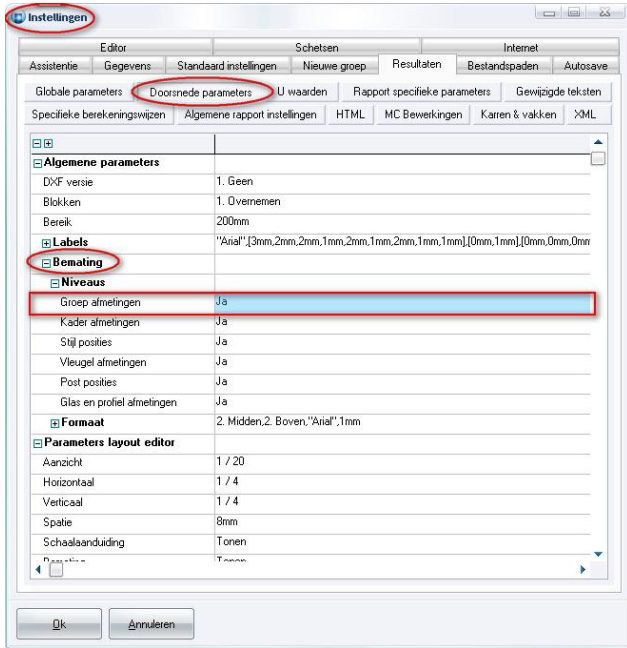 Instellingen
Editor Schetsen Internet
Assistentie Gegevens Standaard instellingen Nieuwe groep Resultaten Bestandspaden Autosave
Globale parameters Doorsnede parameters U waarden Rapport specifieke parameters Gewijzigde teksten
Specifieke berekeningswijzen Algemene rapport instellingen HTML MC Bewerkingen Karren & vakken XML
Algemene parameters
DXF versie 1. Geen
Blokken 1. Overnemen
Bereik 200mm
Labels "Arial",[3mm,2mm,2mm,1mm,2mm,1mm,2mm,1mm,1mm],[0mm,1mm],[0mm,0mm,0mm
Bemating
Niveaus
Groep afmetingen Ja
Kader afmetingen Ja
Stijl posities Ja
Vleugel afmetingen Ja
Post posities Ja
Glas en profiel afmetingen Ja
Formaat 2. Midden,2. Boven,"Arial",1mm
Parameters layout editor
Aanzicht 1 / 20
Horizontaal 1 / 4
Verticaal 1 / 4
Spatie 8mm
Schaalaanduiding Tonen
Bemating Tonen
Ok Annuleren